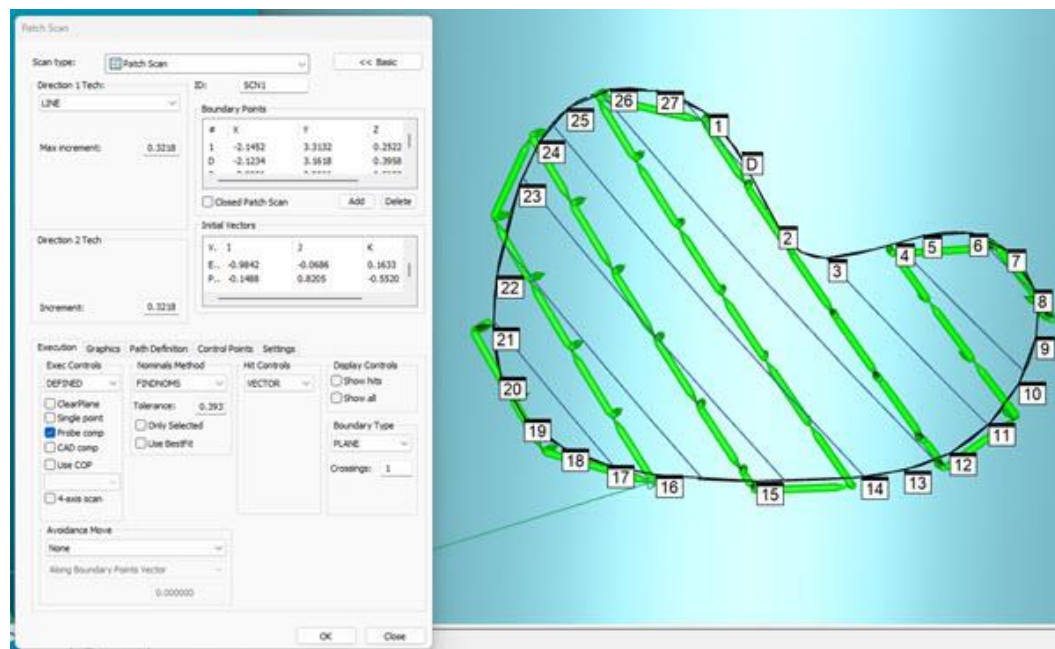 Patch Scan
Scan type: Patch Scan << Basic
Direction 1 Tech: ID: SCN1
LINE
Boundary Points
# X Y Z
Max increment: 0.3218 1 -2.1452 3.3132 0.2522
D -2.1234 3.1618 0.3958
Closed Patch Scan Add Delete
Initial Vectors
Direction 2 Tech V. I J K
E.. -0.9842 -0.0686 0.1633
P.. -0.1488 0.8205 -0.5520
Increment: 0.3218
Execution Graphics Path Definition Control Points Settings
Exec Controls Nominals Method Hit Controls Display Controls
DEFINED FINDNOMS VECTOR Show hits
ClearPlane Tolerance: 0.393 Show all
Single point Only Selected Boundary Type
Probe comp Use BestFit PLANE
CAD comp
Use COP Crossings: 1
4-axis scan
Avoidance Move
None
Along Boundary Points Vector
0.000000
OK Close
26 27
25 1
24 D
23
2
3 4 5 6 7
22 8
21 9
20 10
19 11
18 12
17 16 15 14 13